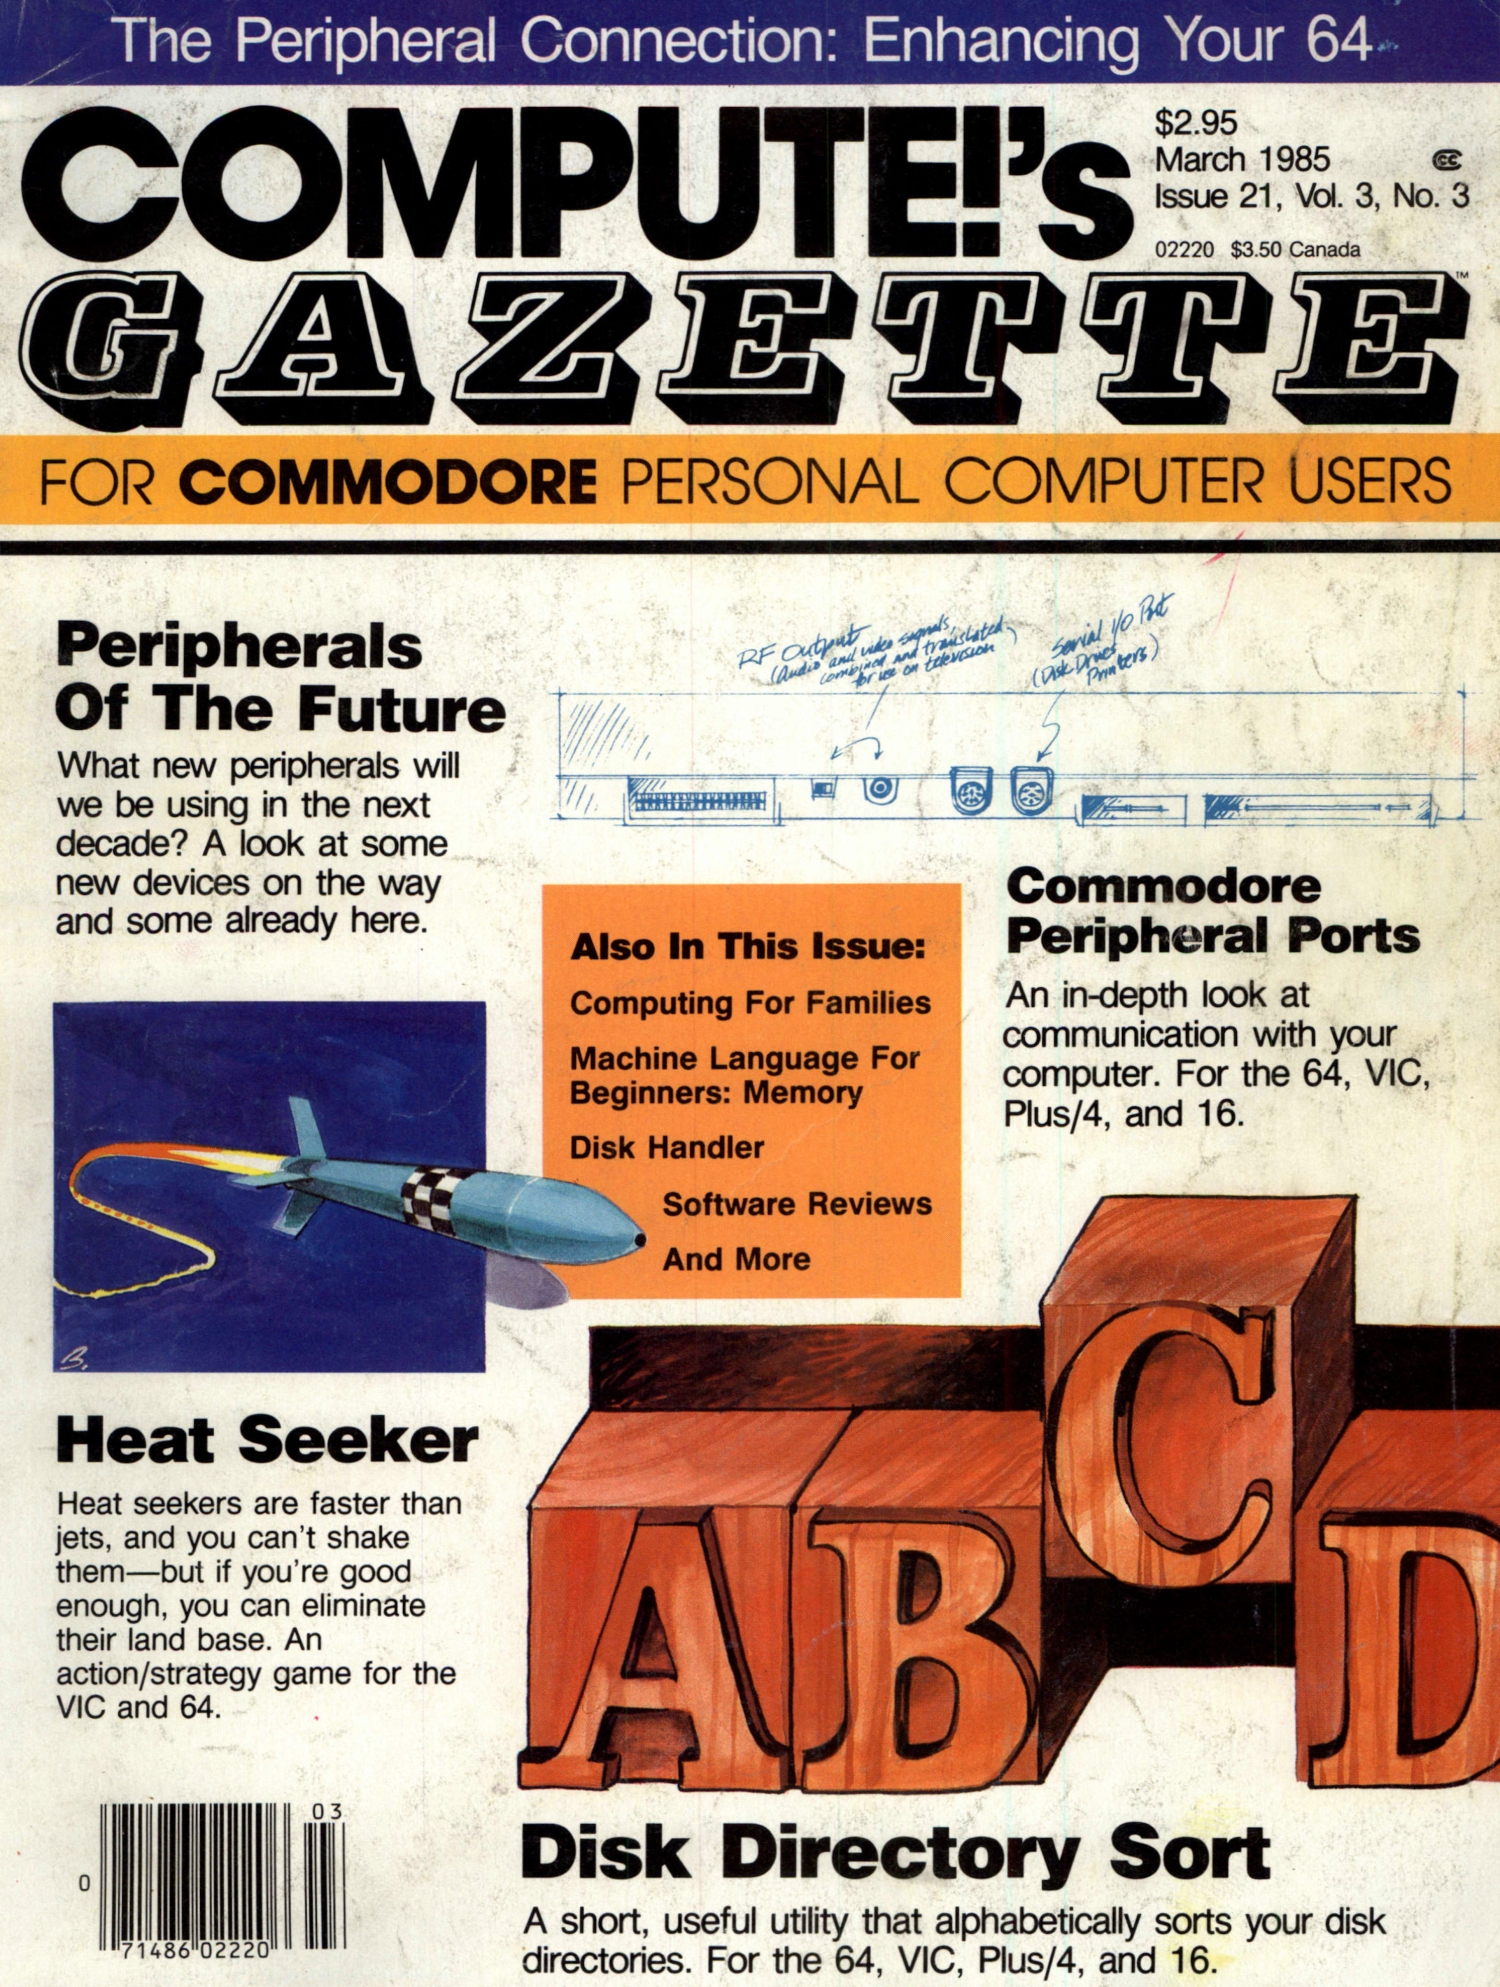 The Peripheral Connection: Enhancing Your 64
COMPUTE!'s
$2.95
March 1985
Issue 21, Vol. 3, No. 3
02220 $3.50 Canada
GAZETTE™
FOR COMMODORE PERSONAL COMPUTER USERS
Peripherals
Of The Future
What new peripherals will
we be using in the next
decade? A look at some
new devices on the way
and some already here.
RF Output
(Audio and video signals,
combined and translated
for use on television)
Serial I/O Port
(Disk Drives
Printers)
Commodore
Peripheral Ports
An in-depth look at
communication with your
computer. For the 64, VIC,
Plus/4, and 16.
Also In This Issue:
Computing For Families
Machine Language For
Beginners: Memory
Disk Handler
Software Reviews
And More
B.
Heat Seeker
Heat seekers are faster than
jets, and you can't shake
them—but if you're good
enough, you can eliminate
their land base. An
action/strategy game for the
VIC and 64.
A B C D
Disk Directory Sort
A short, useful utility that alphabetically sorts your disk
directories. For the 64, VIC, Plus/4, and 16.
03
0
71486 02220